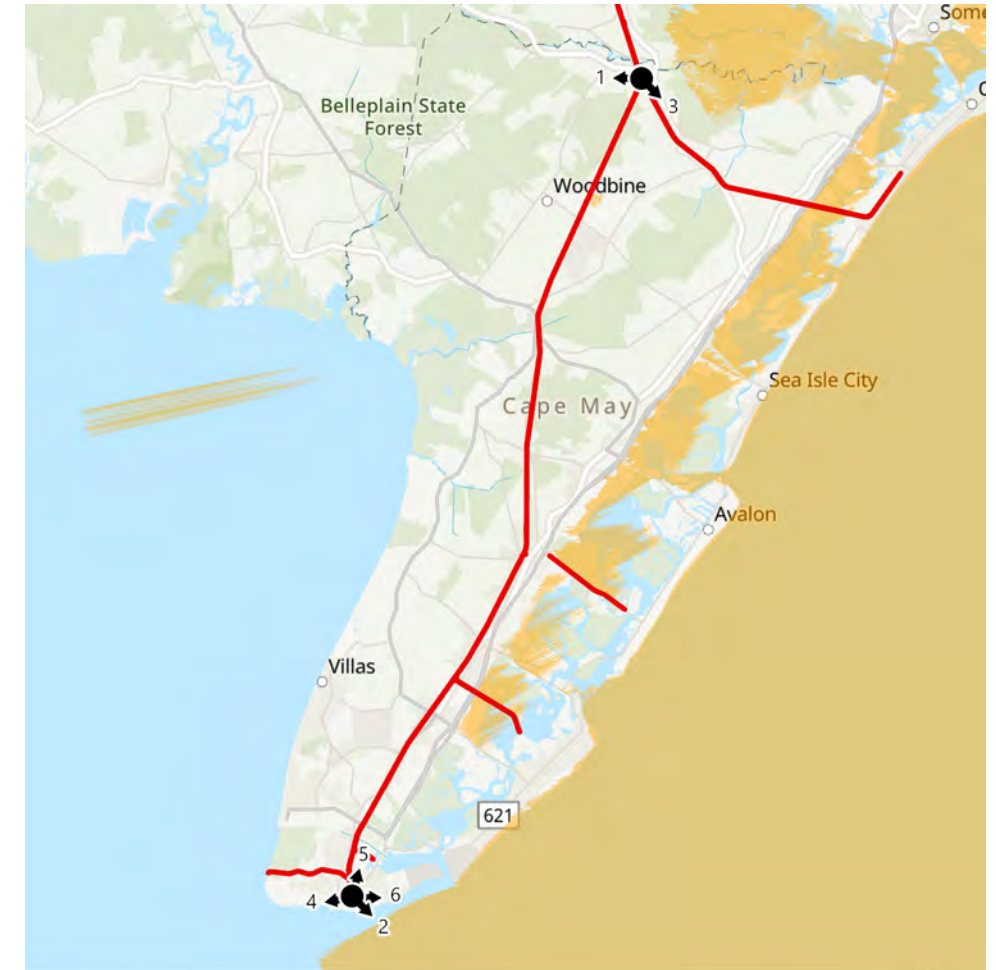 Some
1
3
Belleplain State
Forest
Woodbine
Sea Isle City
Cape May
Avalon
Villas
621
5
4
6
2